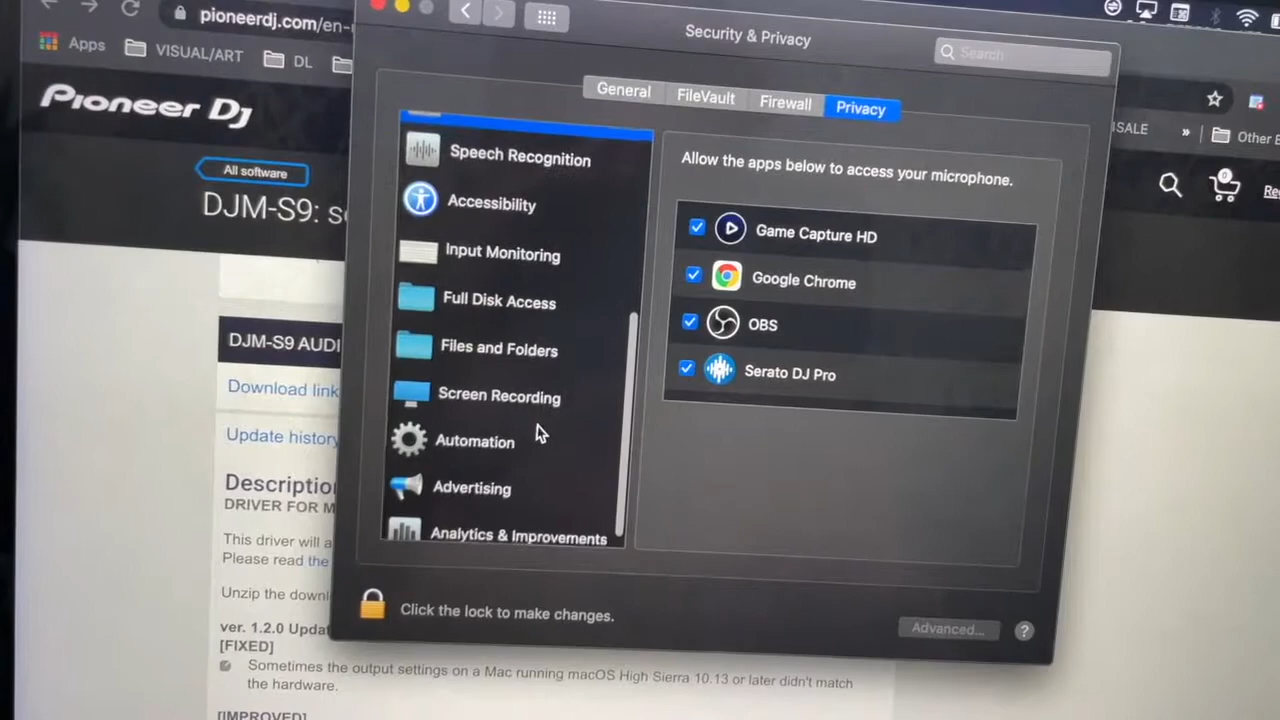 pioneerdj.com/en-
Apps
VISUAL/ART
DL
SALE
»
Other
Pioneer Dj
All software
DJM-S9:
0
DJM-S9 AUDI
Download link
Update history
Description
DRIVER FOR M
This driver will a
Please read the
Unzip the downl
ver. 1.2.0 Updat
[FIXED]
Sometimes the output settings on a Mac running macOS High Sierra 10.13 or later didn't match
the hardware.
[IMPROVED]
Security & Privacy
Search
General
FileVault
Firewall
Privacy
Speech Recognition
Accessibility
Input Monitoring
Full Disk Access
Files and Folders
Screen Recording
Automation
Advertising
Analytics & Improvements
Allow the apps below to access your microphone.
Game Capture HD
Google Chrome
OBS
Serato DJ Pro
Click the lock to make changes.
Advanced...
?